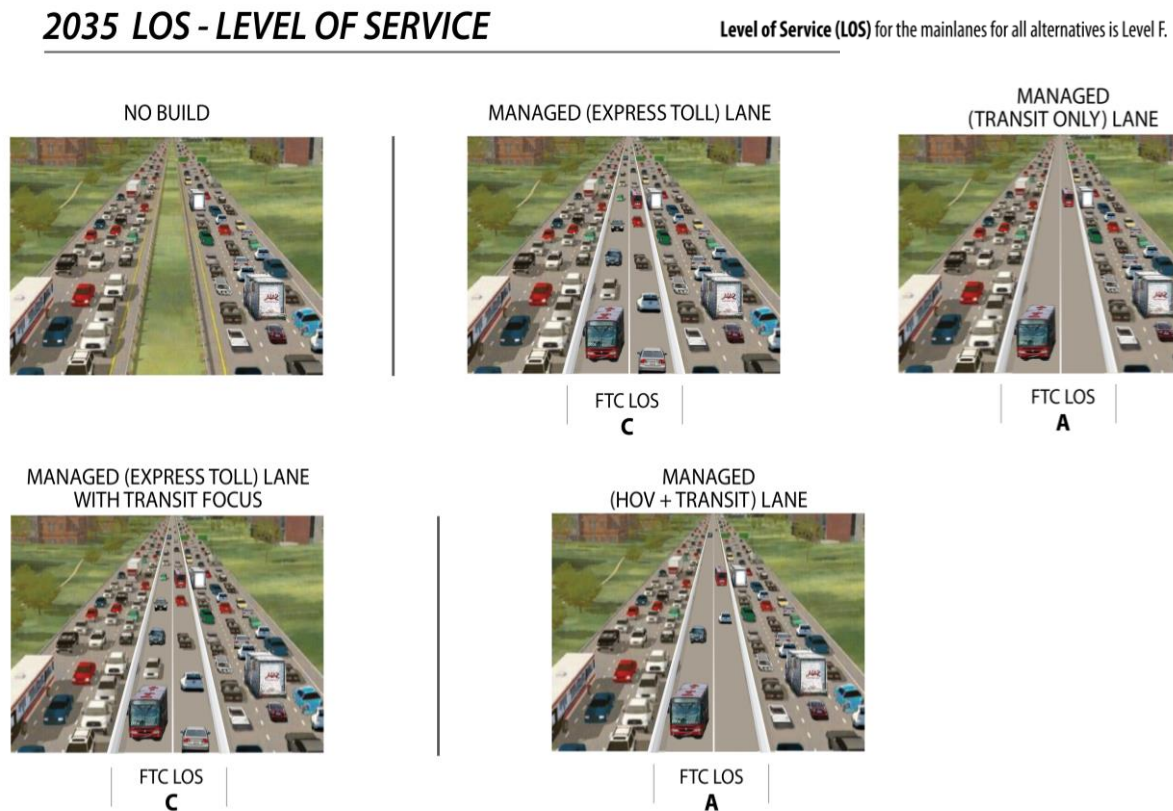 2035 LOS - LEVEL OF SERVICE
Level of Service (LOS) for the mainlanes for all alternatives is Level F.
NO BUILD
MANAGED (EXPRESS TOLL) LANE
MANAGED
(TRANSIT ONLY) LANE
FTC LOS
C
FTC LOS
A
MANAGED (EXPRESS TOLL) LANE
WITH TRANSIT FOCUS
MANAGED
(HOV + TRANSIT) LANE
FTC LOS
C
FTC LOS
A